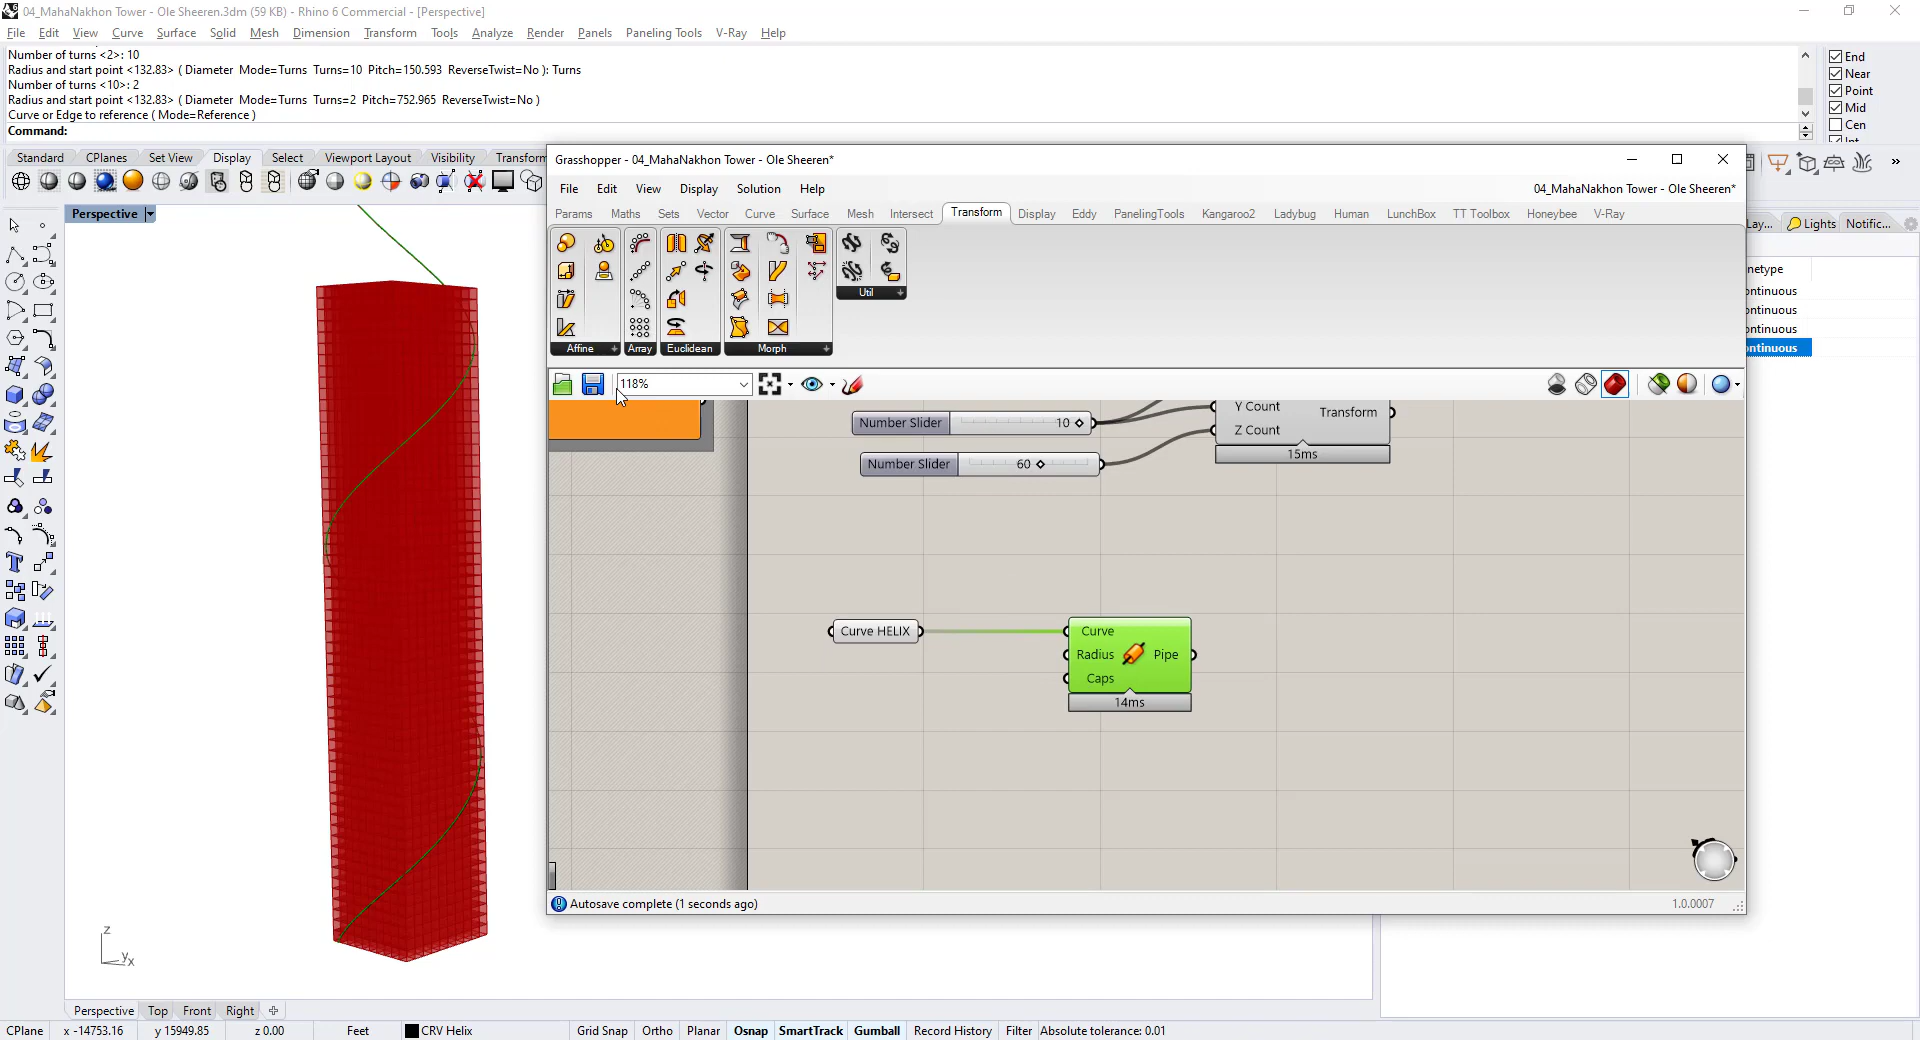 04_MahaNakhon Tower - Ole Sheeren.3dm (59 KB) - Rhino 6 Commercial - [Perspective]
File Edit View Curve Surface Solid Mesh Dimension Transform Tools Analyze Render Panels Paneling Tools V-Ray Help
Number of turns <2>: 10
Radius and start point <132.83> ( Diameter Mode=Turns Turns=10 Pitch=150.593 ReverseTwist=No ): Turns
Number of turns <10>: 2
Radius and start point <132.83> ( Diameter Mode=Turns Turns=2 Pitch=752.965 ReverseTwist=No )
Curve or Edge to reference ( Mode=Reference )
Command:
End
Near
Point
Mid
Cen
Standard CPlanes Set View Display Select Viewport Layout Visibility Transform
Perspective
Grasshopper - 04_MahaNakhon Tower - Ole Sheeren*
File Edit View Display Solution Help
04_MahaNakhon Tower - Ole Sheeren*
Params Maths Sets Vector Curve Surface Mesh Intersect Transform Display Eddy PanelingTools Kangaroo2 Ladybug Human LunchBox TT Toolbox Honeybee V-Ray
Util
Affine Array Euclidean Morph
118%
Lay... Lights Notific...
netype
ontinuous
ontinuous
ontinuous
ontinuous
Number Slider 10
Number Slider 60
Y Count
Z Count
Transform
15ms
Curve HELIX
Curve
Radius
Caps
Pipe
14ms
Autosave complete (1 seconds ago)
1.0.0007
z
y x
Perspective Top Front Right
CPlane x -14753.16 y 15949.85 z 0.00 Feet CRV Helix Grid Snap Ortho Planar Osnap SmartTrack Gumball Record History Filter Absolute tolerance: 0.01